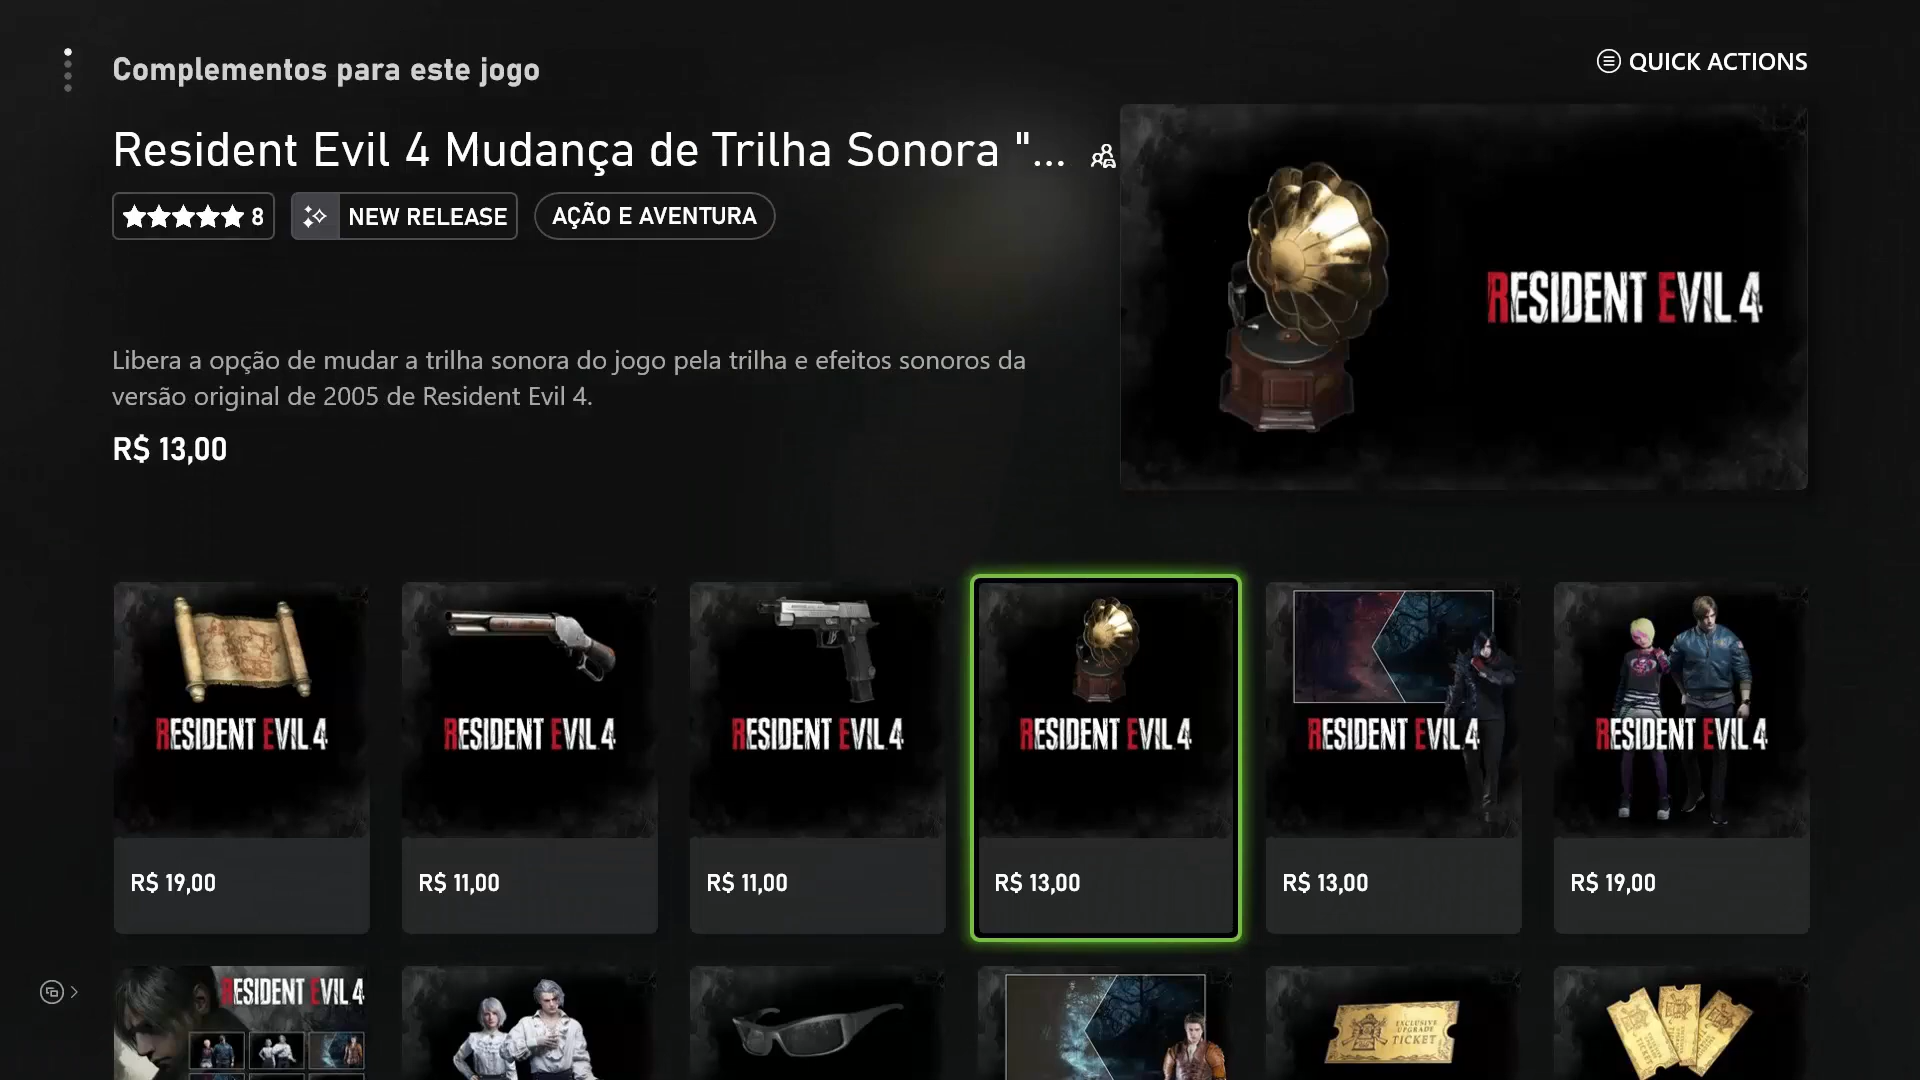 Complementos para este jogo
QUICK ACTIONS
Resident Evil 4 Mudança de Trilha Sonora "...
8
NEW RELEASE
AÇÃO E AVENTURA
Libera a opção de mudar a trilha sonora do jogo pela trilha e efeitos sonoros da
versão original de 2005 de Resident Evil 4.
R$ 13,00
RESIDENT EVIL 4
RESIDENT EVIL 4
RESIDENT EVIL 4
RESIDENT EVIL 4
RESIDENT EVIL 4
RESIDENT EVIL 4
RESIDENT EVIL 4
R$ 19,00
R$ 11,00
R$ 11,00
R$ 13,00
R$ 13,00
R$ 19,00
RESIDENT EVIL 4
EXCLUSIVE
UPGRADE
TICKET